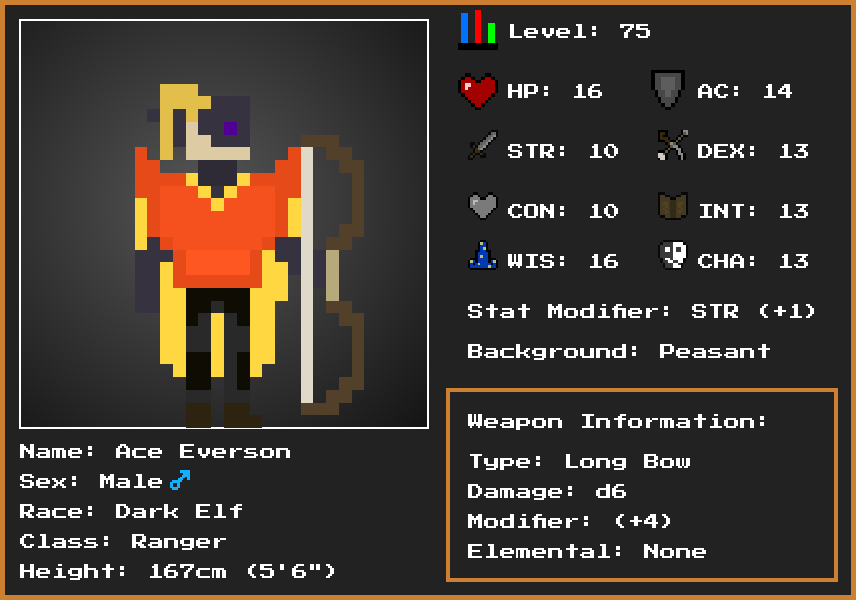 Level: 75
HP: 16 AC: 14
STR: 10 DEX: 13
CON: 10 INT: 13
WIS: 16 CHA: 13
Stat Modifier: STR (+1)
Background: Peasant
Weapon Information:
Type: Long Bow
Damage: d6
Modifier: (+4)
Elemental: None
Name: Ace Everson
Sex: Male♂
Race: Dark Elf
Class: Ranger
Height: 167cm (5'6")